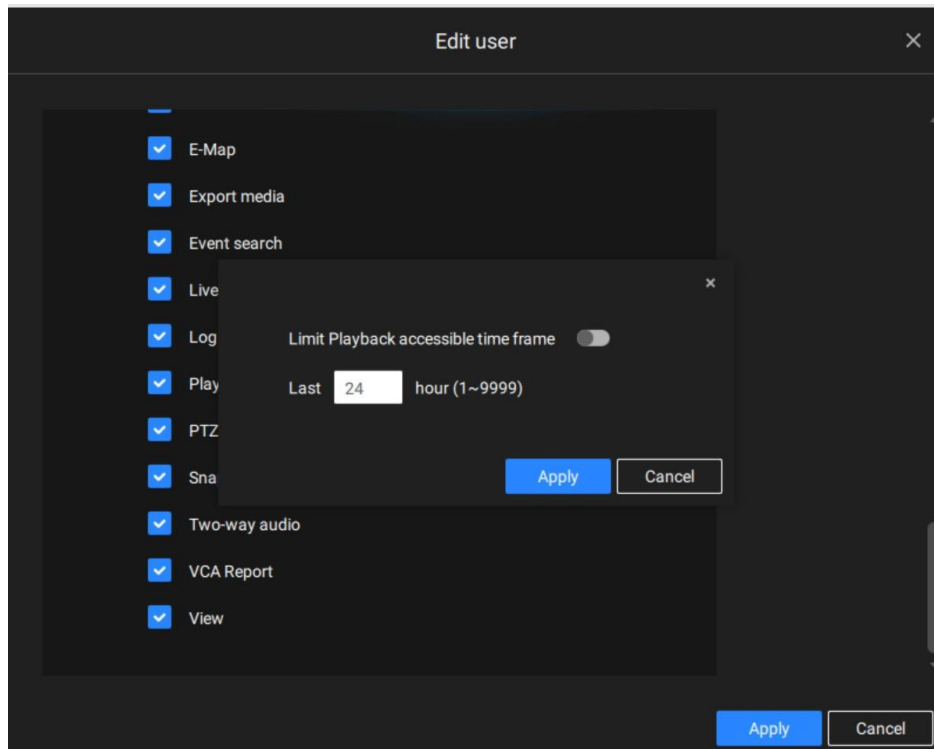 Edit user
E-Map
Export media
Event search
Live
Log
Limit Playback accessible time frame
Play
Last 24 hour (1~9999)
PTZ
Sna
Apply Cancel
Two-way audio
VCA Report
View
Apply Cancel